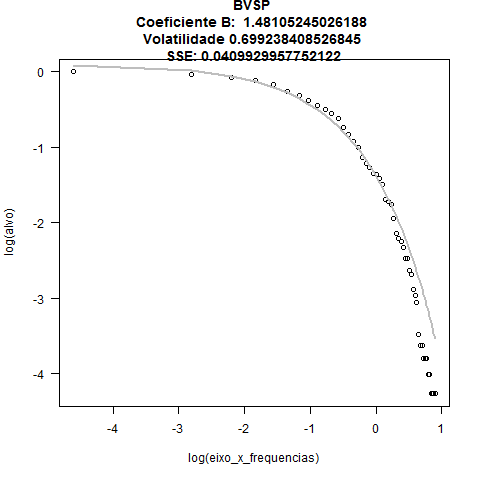 BVSP
Coeficiente B: 1.48105245026188
Volatilidade 0.699238408526845
SSE: 0.0409929957752122
0
-1
-2
-3
-4
log(alvo)
-4 -3 -2 -1 0 1
log(eixo_x_frequencias)